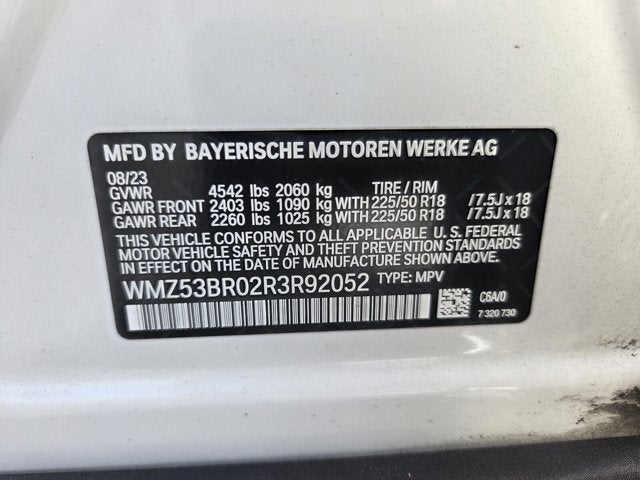 MFD BY BAYERISCHE MOTOREN WERKE AG
08/23 TIRE / RIM
GVWR 4542 lbs 2060 kg
GAWR FRONT 2403 lbs 1090 kg WITH 225/50 R18 /7.5J x 18
GAWR REAR 2260 lbs 1025 kg WITH 225/50 R18 /7.5J x 18
THIS VEHICLE CONFORMS TO ALL APPLICABLE U. S. FEDERAL
MOTOR VEHICLE SAFETY AND THEFT PREVENTION STANDARDS
IN EFFECT ON THE DATE OF MANUFACTURE SHOWN ABOVE.
WMZ53BR02R3R92052 TYPE: MPV
C6A/0
7 320 730